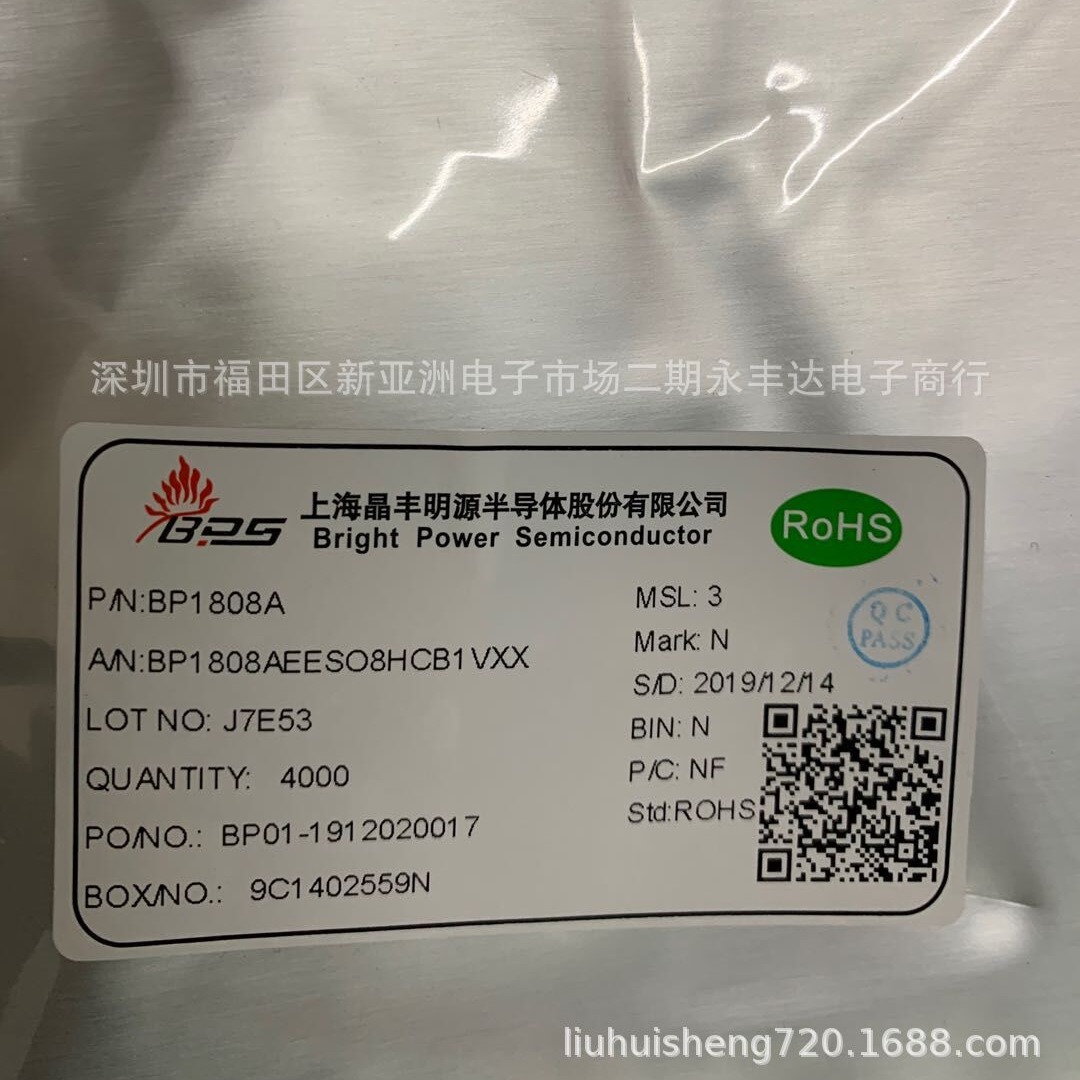 深圳市福田区新亚洲电子市场二期永丰达电子商行
BPS
上海晶丰明源半导体股份有限公司
Bright Power Semiconductor
RoHS
P/N:BP1808A
A/N:BP1808AEESO8HCB1VXX
LOT NO: J7E53
QUANTITY: 4000
PO/NO.: BP01-1912020017
BOX/NO.: 9C1402559N
MSL: 3
Mark: N
S/D: 2019/12/14
BIN: N
P/C: NF
Std:ROHS
QC
PASS
liuhuisheng720.1688.com